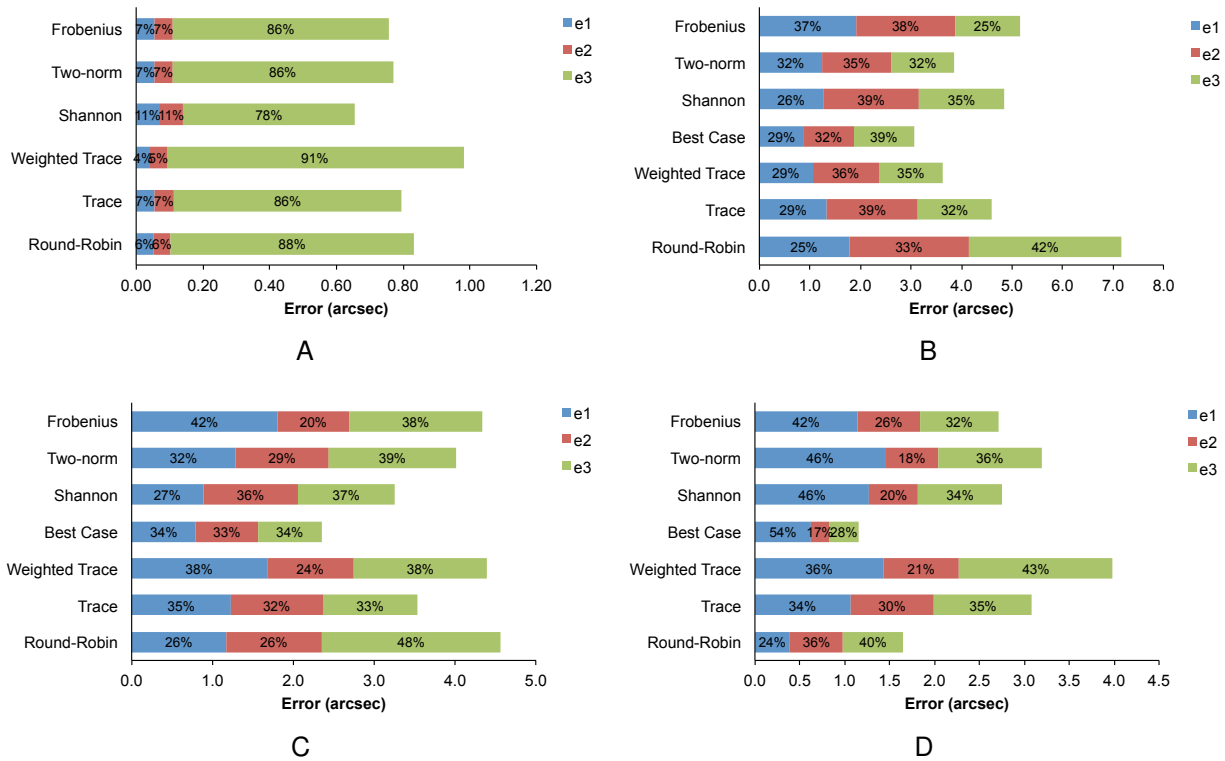 Frobenius 7% 7% 86% e1
Two-norm 7% 7% 86% e2
Shannon 11% 11% 78% e3
Weighted Trace 4% 5% 91%
Trace 7% 7% 86%
Round-Robin 6% 6% 88%
0.00 0.20 0.40 0.60 0.80 1.00 1.20
Error (arcsec)
A
Frobenius 37% 38% 25% e1
Two-norm 32% 35% 32% e2
Shannon 26% 39% 35% e3
Best Case 29% 32% 39%
Weighted Trace 29% 36% 35%
Trace 29% 39% 32%
Round-Robin 25% 33% 42%
0.0 1.0 2.0 3.0 4.0 5.0 6.0 7.0 8.0
Error (arcsec)
B
Frobenius 42% 20% 38% e1
Two-norm 32% 29% 39% e2
Shannon 27% 36% 37% e3
Best Case 34% 33% 34%
Weighted Trace 38% 24% 38%
Trace 35% 32% 33%
Round-Robin 26% 26% 48%
0.0 1.0 2.0 3.0 4.0 5.0
Error (arcsec)
C
Frobenius 42% 26% 32% e1
Two-norm 46% 18% 36% e2
Shannon 46% 20% 34% e3
Best Case 54% 17% 28%
Weighted Trace 36% 21% 43%
Trace 34% 30% 35%
Round-Robin 24% 36% 40%
0.0 0.5 1.0 1.5 2.0 2.5 3.0 3.5 4.0 4.5
Error (arcsec)
D